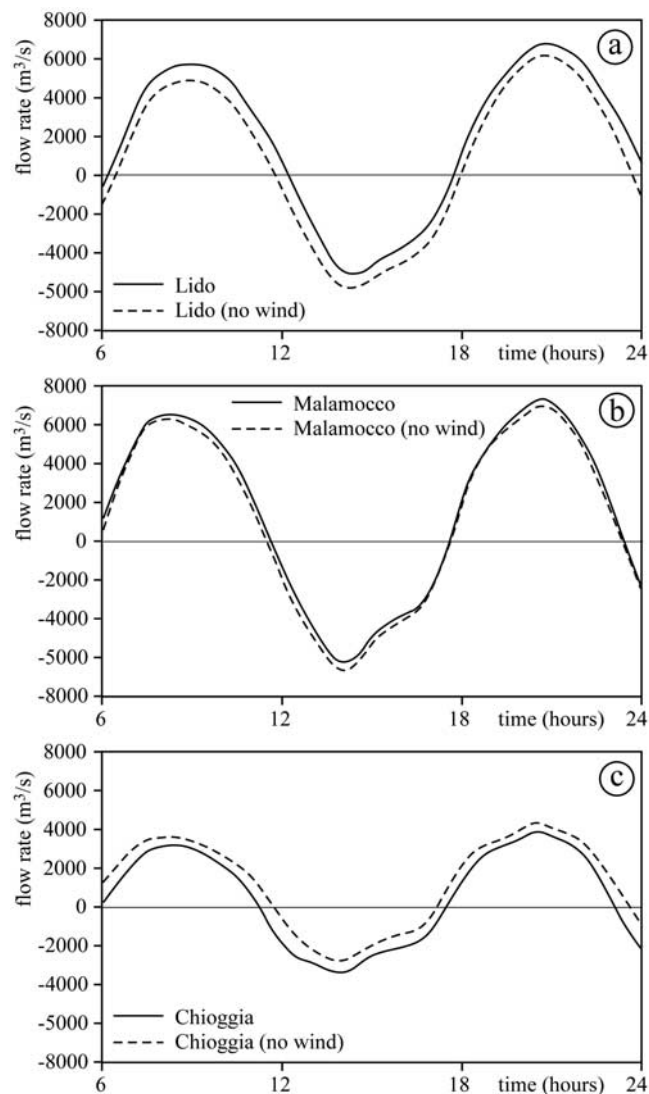 8000
a
6000
4000
2000
0
-2000
-4000
-6000
-8000
flow rate (m³/s)
Lido
Lido (no wind)
6
12
18
time (hours)
24
8000
b
6000
4000
2000
0
-2000
-4000
-5000
-8000
flow rate (m³/s)
Malamocco
Malamocco (no wind)
6
12
18
time (hours)
24
8000
c
6000
4000
2000
0
-2000
-4000
-5000
-8000
flow rate (m³/s)
Chioggia
Chioggia (no wind)
6
12
18
time (hours)
24